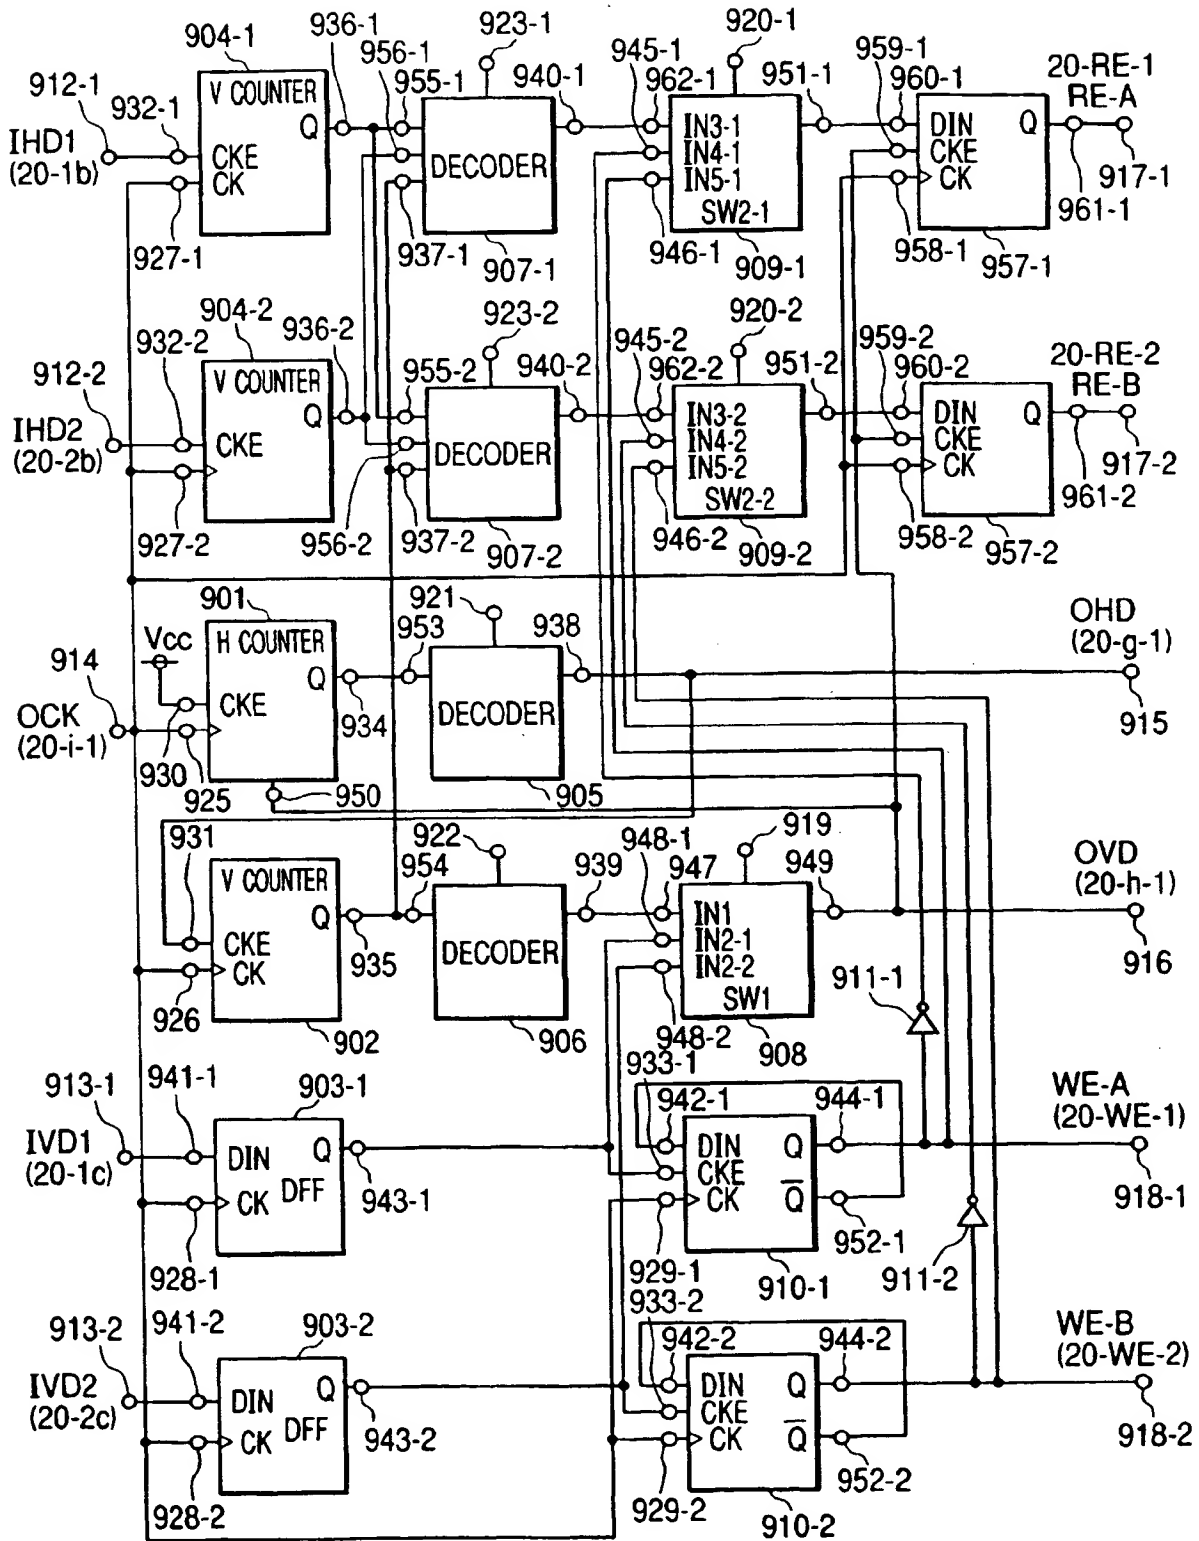 904-1 936-1 956-1 923-1 945-1 920-1 959-1 20-RE-1
912-1 932-1 V COUNTER 955-1 940-1 962-1 951-1 960-1 RE-A
IHD1 Q IN3-1 DIN Q
(20-1b) CKE DECODER IN4-1 CKE
CK IN5-1 CK
927-1 937-1 SW2-1 946-1 958-1 961-1 917-1
907-1 909-1 957-1
904-2 936-2 923-2 945-2 920-2 959-2 20-RE-2
912-2 932-2 V COUNTER 955-2 940-2 962-2 951-2 960-2 RE-B
IHD2 Q IN3-2 DIN Q
(20-2b) CKE DECODER IN4-2 CKE
IN5-2 CK
SW2-2
927-2 956-2 937-2 946-2 958-2 961-2 917-2
907-2 909-2 957-2
901 921 OHD
914 Vcc H COUNTER 953 938 (20-g-1)
Q
OCK CKE 934 DECODER 915
(20-i-1)
930 925 950 905
931 922 948-1 919 OVD
V COUNTER 954 939 947 949 (20-h-1)
Q IN1
CKE 935 DECODER IN2-1 916
CK IN2-2
926 SW1 911-1
902 906 948-2 908
913-1 941-1 903-1 933-1 942-1 944-1 WE-A
(20-WE-1)
IVD1 DIN Q DIN Q
(20-1c) DFF CKE
CK 943-1 CK Q 918-1
928-1 929-1 952-1 911-2
910-1
913-2 941-2 903-2 933-2 942-2 944-2 WE-B
(20-WE-2)
IVD2 DIN Q DIN Q
(20-2c) DFF CKE
CK 943-2 CK Q 918-2
928-2 929-2 952-2
910-2